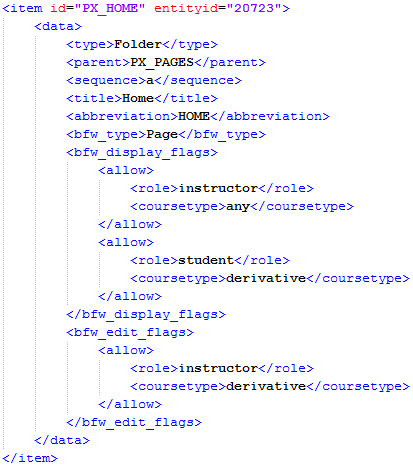 <item id="PX_HOME" entityid="20723">
<data>
<type>Folder</type>
<parent>PX_PAGES</parent>
<sequence>a</sequence>
<title>Home</title>
<abbreviation>HOME</abbreviation>
<bfw_type>Page</bfw_type>
<bfw_display_flags>
<allow>
<role>instructor</role>
<coursetype>any</coursetype>
</allow>
<allow>
<role>student</role>
<coursetype>derivative</coursetype>
</allow>
</bfw_display_flags>
<bfw_edit_flags>
<allow>
<role>instructor</role>
<coursetype>derivative</coursetype>
</allow>
</bfw_edit_flags>
</data>
</item>